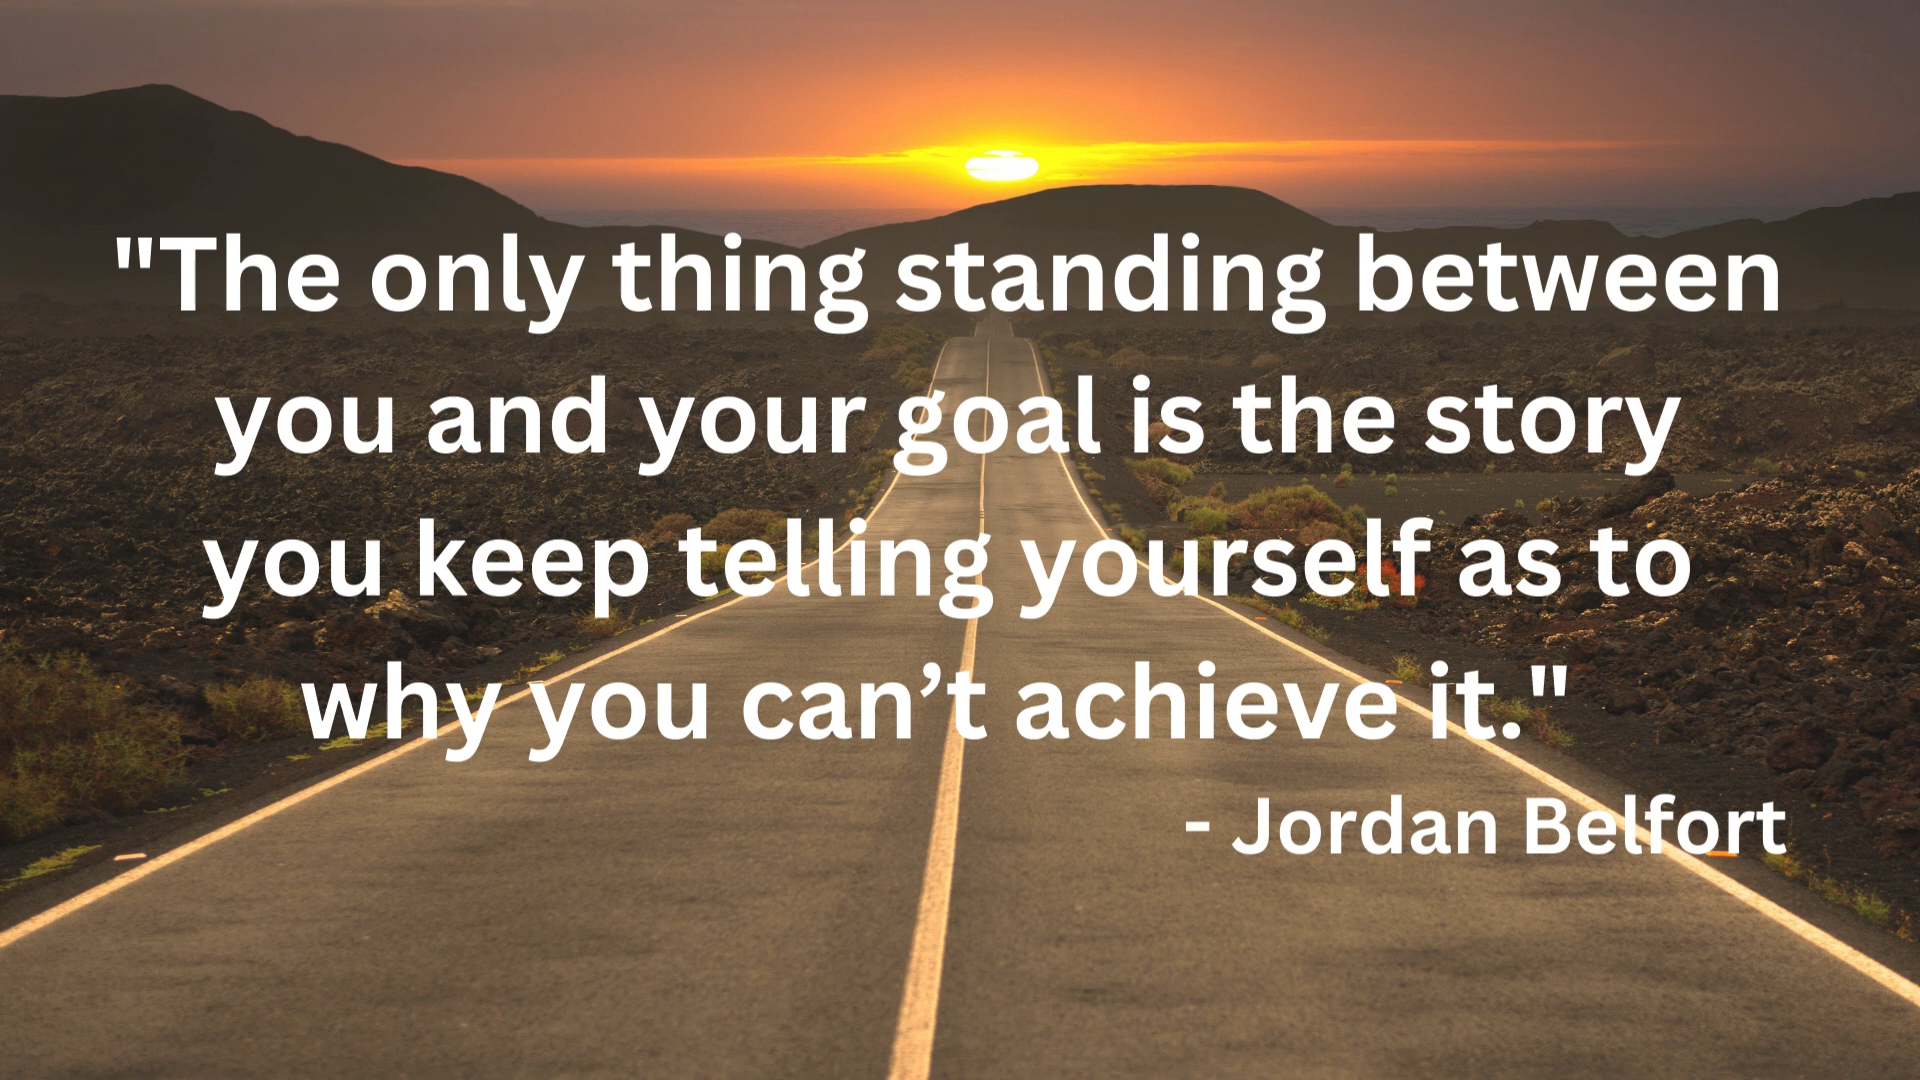 "The only thing standing between
you and your goal is the story
you keep telling yourself as to
why you can’t achieve it."
- Jordan Belfort